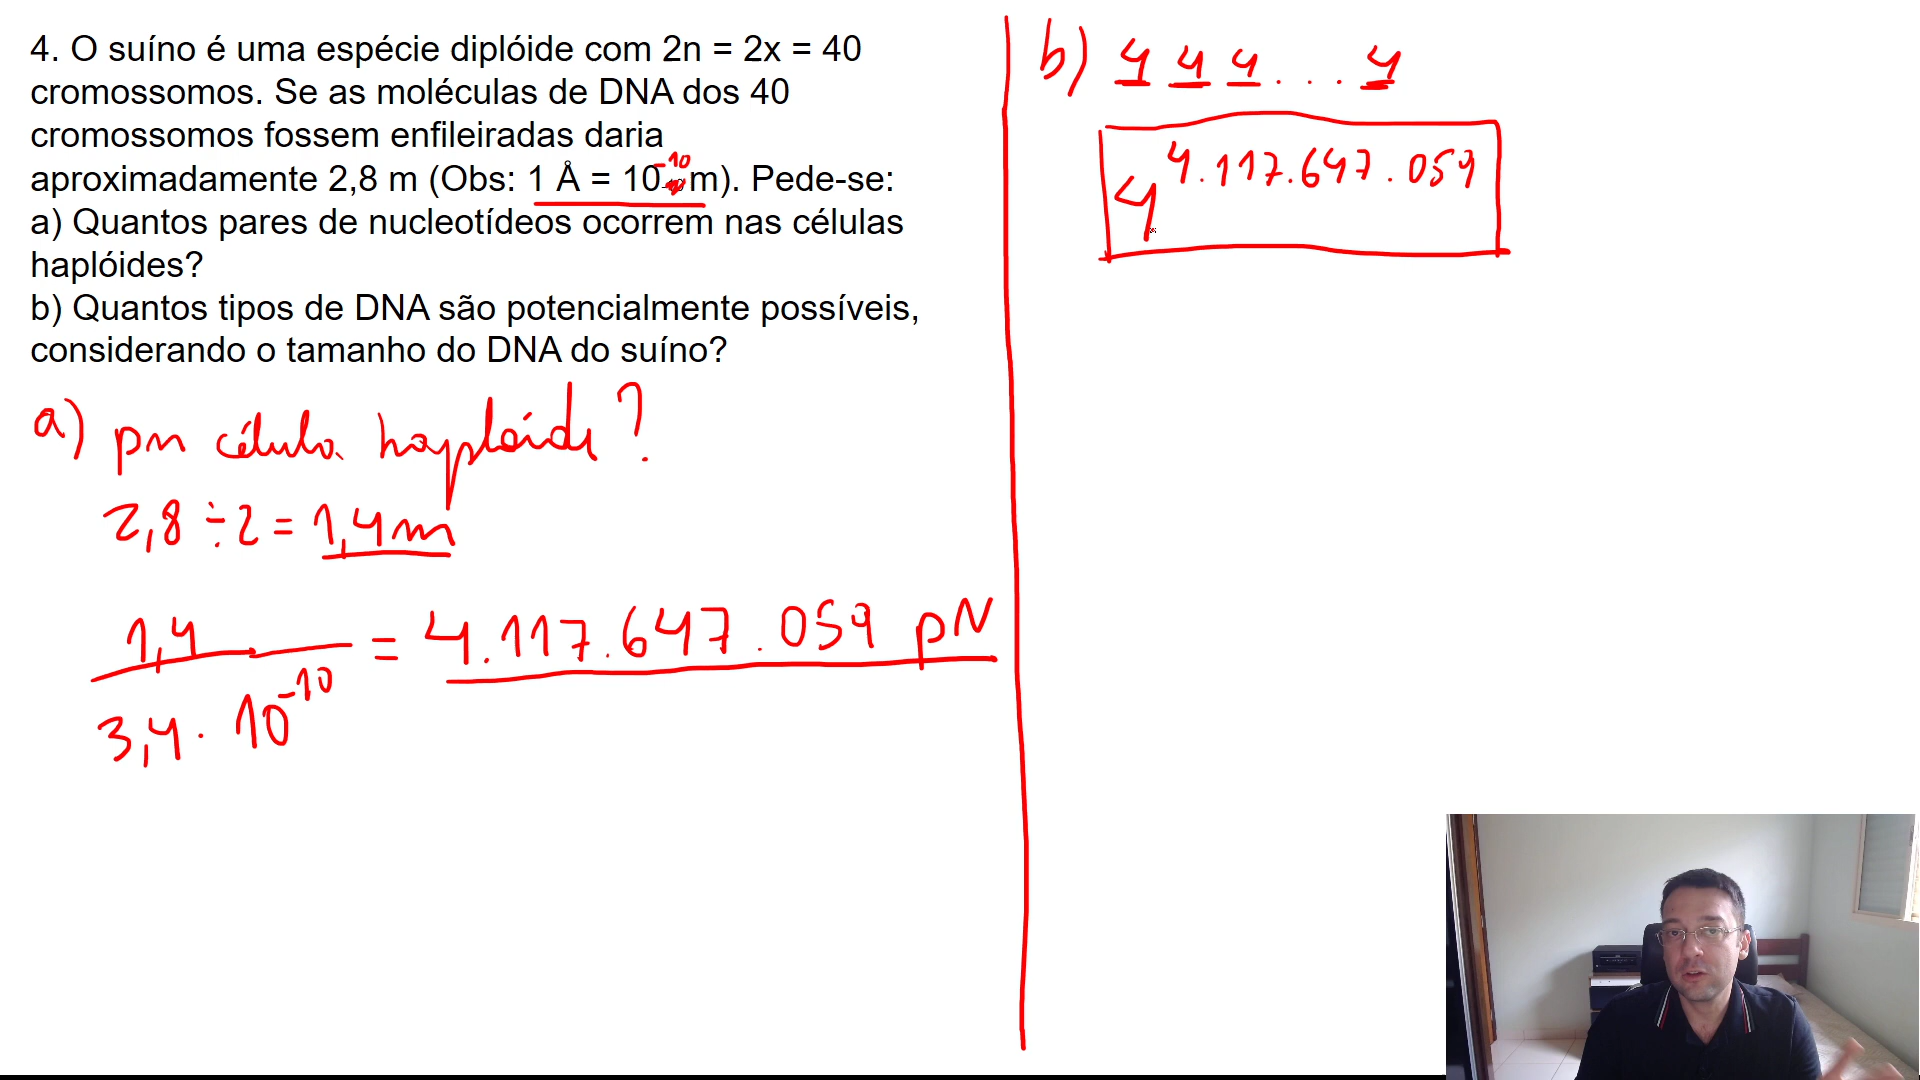 4. O suíno é uma espécie diplóide com 2n = 2x = 40
cromossomos. Se as moléculas de DNA dos 40
cromossomos fossem enfileiradas daria
aproximadamente 2,8 m (Obs: 1 Å = 10⁻¹⁰ m). Pede-se:
a) Quantos pares de nucleotídeos ocorrem nas células
haplóides?
b) Quantos tipos de DNA são potencialmente possíveis,
considerando o tamanho do DNA do suíno?
a) pn célula haplóide?
2,8 ÷ 2 = 1,4 m
1,4
= 4.117.647.059 pN
3,4 . 10⁻¹⁰
b) 4 4 4 . . . 4
4^4.117.647.059